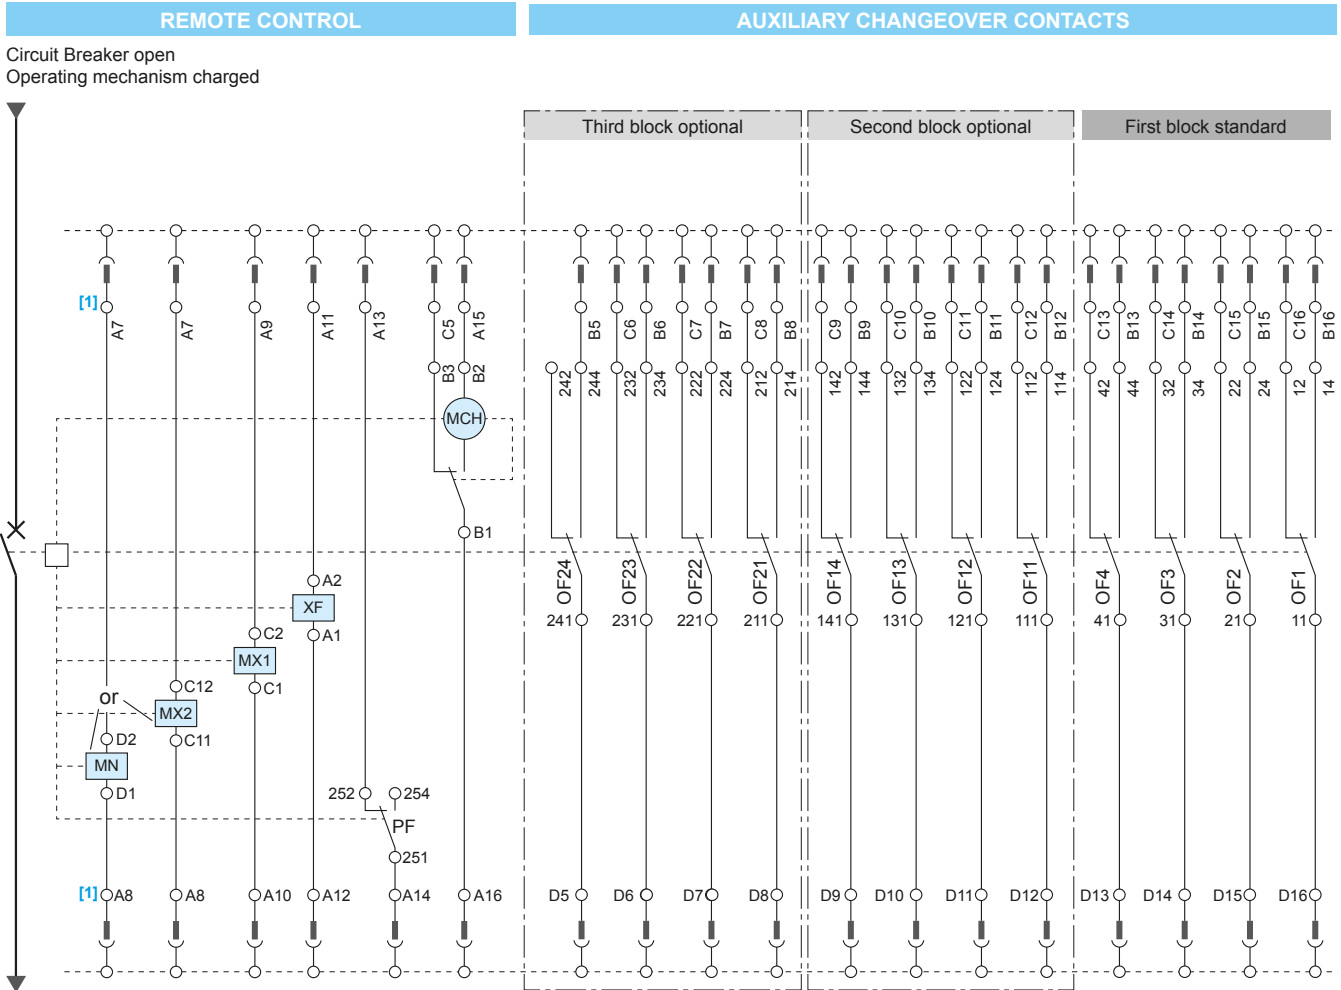 REMOTE CONTROL
AUXILIARY CHANGEOVER CONTACTS
Circuit Breaker open
Operating mechanism charged
Third block optional
Second block optional
First block standard
[1]
A7
A7
A9
A11
A13
C5
A15
B5
C6
B6
C7
B7
C8
B8
C9
B9
C10
B10
C11
B11
C12
B12
C13
B13
C14
B14
C15
B15
C16
B16
B3
B2
242
244
232
234
222
224
212
214
142
144
132
134
122
124
112
114
42
44
32
34
22
24
12
14
MCH
B1
OF24
OF23
OF22
OF21
OF14
OF13
OF12
OF11
OF4
OF3
OF2
OF1
A2
XF
A1
241
231
221
211
141
131
121
111
41
31
21
11
C2
MX1
C1
or
C12
MX2
C11
D2
MN
D1
252
254
PF
251
[1]
A8
A8
A10
A12
A14
A16
D5
D6
D7
D8
D9
D10
D11
D12
D13
D14
D15
D16